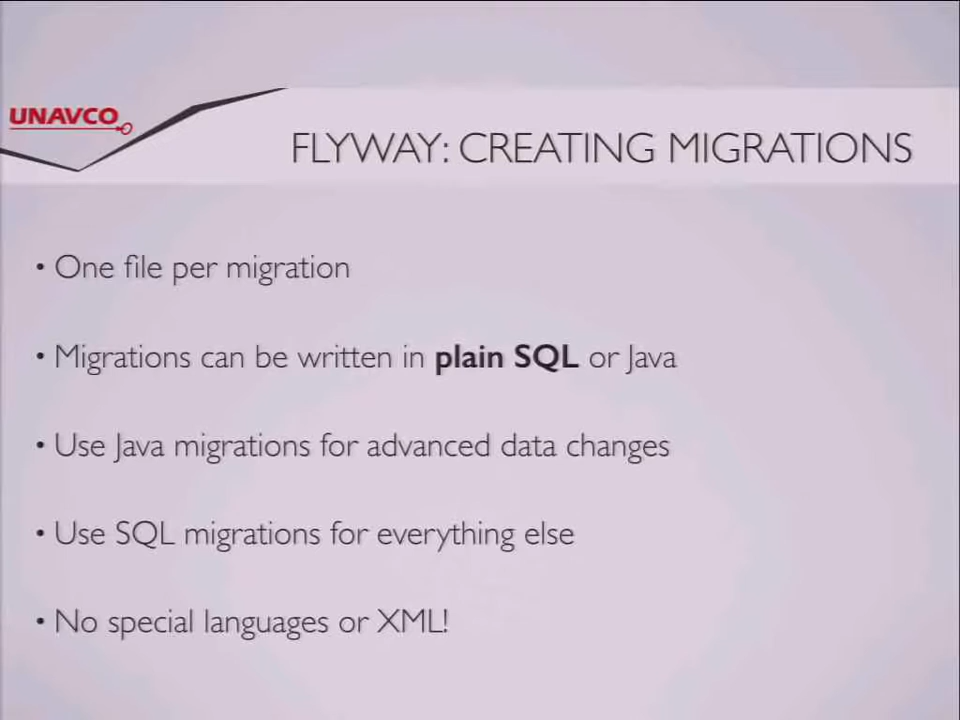 UNAVCO
FLYWAY: CREATING MIGRATIONS
• One file per migration
• Migrations can be written in plain SQL or Java
• Use Java migrations for advanced data changes
• Use SQL migrations for everything else
• No special languages or XML!